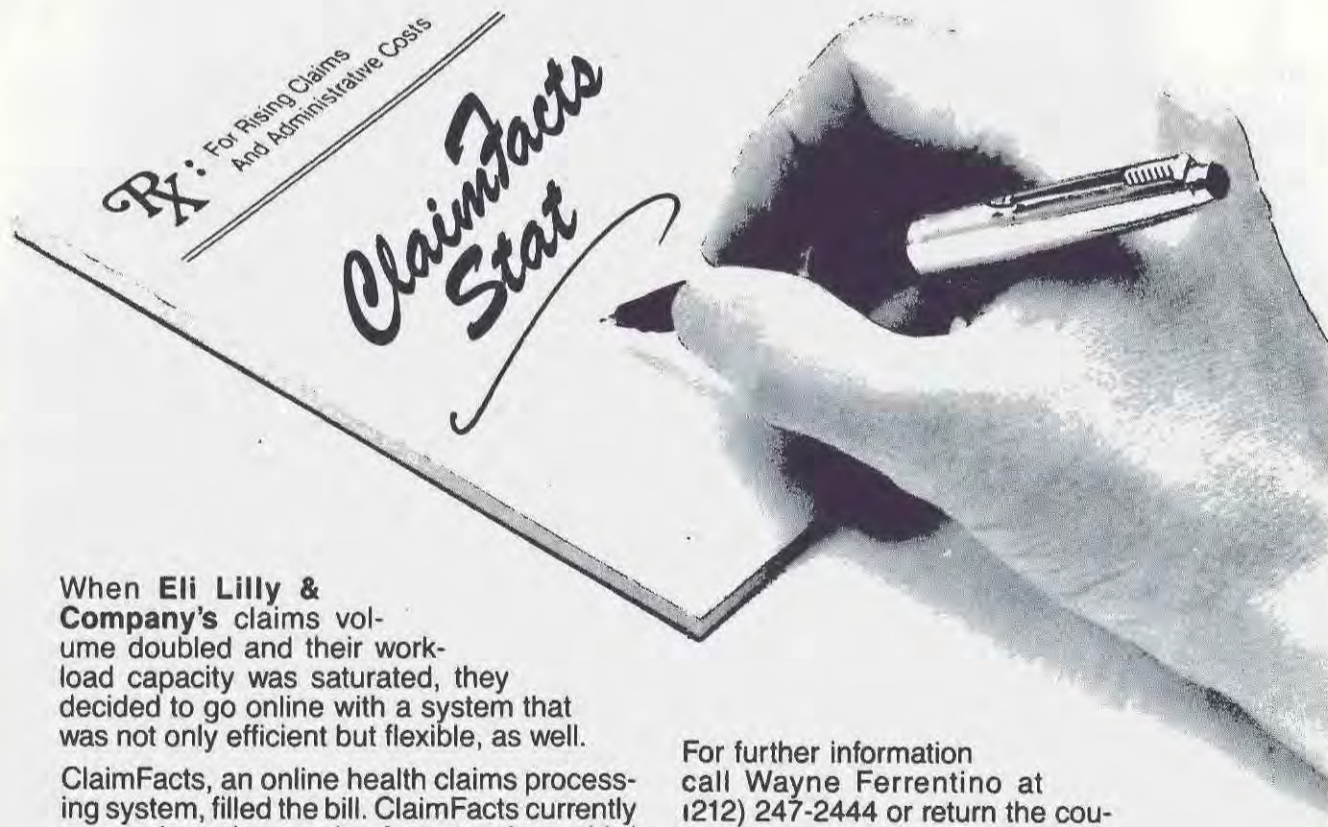 Rx: For Rising Claims
And Administrative Costs
ClaimFacts
Stat
When Eli Lilly &
Company's claims vol-
ume doubled and their work-
load capacity was saturated, they
decided to go online with a system that
was not only efficient but flexible, as well.
ClaimFacts, an online health claims process-
ing system, filled the bill. ClaimFacts currently
For further information
call Wayne Ferrentino at
(212) 247-2444 or return the cou-